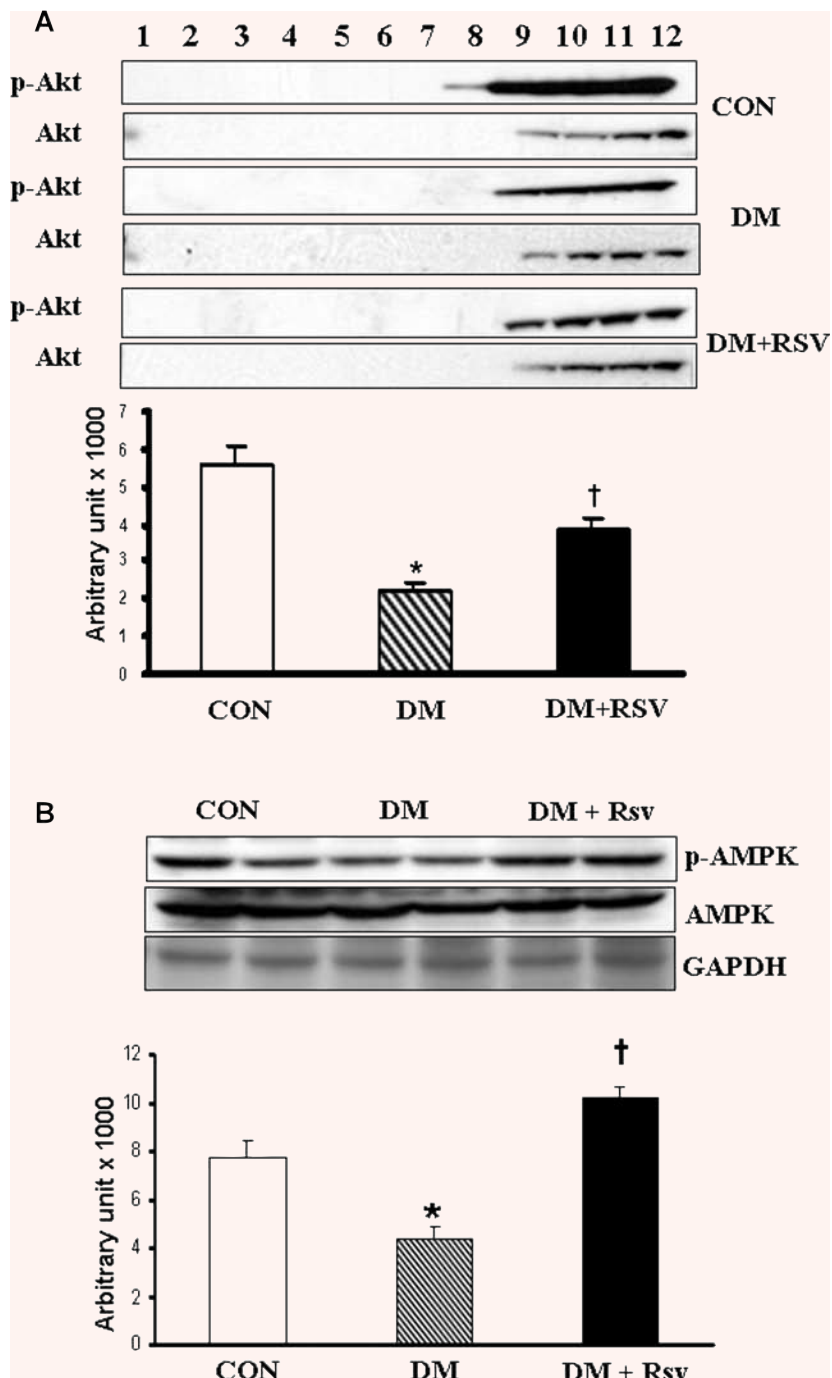 A
1 2 3 4 5 6 7 8 9 10 11 12
p-Akt
CON
Akt
p-Akt
DM
Akt
p-Akt
DM+RSV
Akt
Arbitrary unit x 1000
7
6
5
4
3
2
1
0
†
*
CON DM DM+RSV
B
CON DM DM + Rsv
p-AMPK
AMPK
GAPDH
Arbitrary unit x 1000
12
10
8
6
4
2
0
†
*
CON DM DM + Rsv